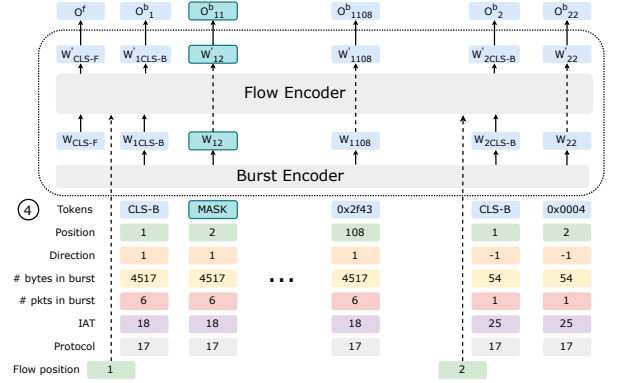 O^f O^b_1 O^b_11 O^b_1108 O^b_2 O^b_22
W'_CLS-F W'_1CLS-B W'_12 W'_1108 W'_2CLS-B W'_22
Flow Encoder
W_CLS-F W_1CLS-B W_12 W_1108 W_2CLS-B W_22
Burst Encoder
4 Tokens CLS-B MASK 0x2f43 CLS-B 0x0004
Position 1 2 108 1 2
Direction 1 1 1 -1 -1
# bytes in burst 4517 4517 ... 4517 54 54
# pkts in burst 6 6 6 1 1
IAT 18 18 18 25 25
Protocol 17 17 17 17 17
Flow position 1 2